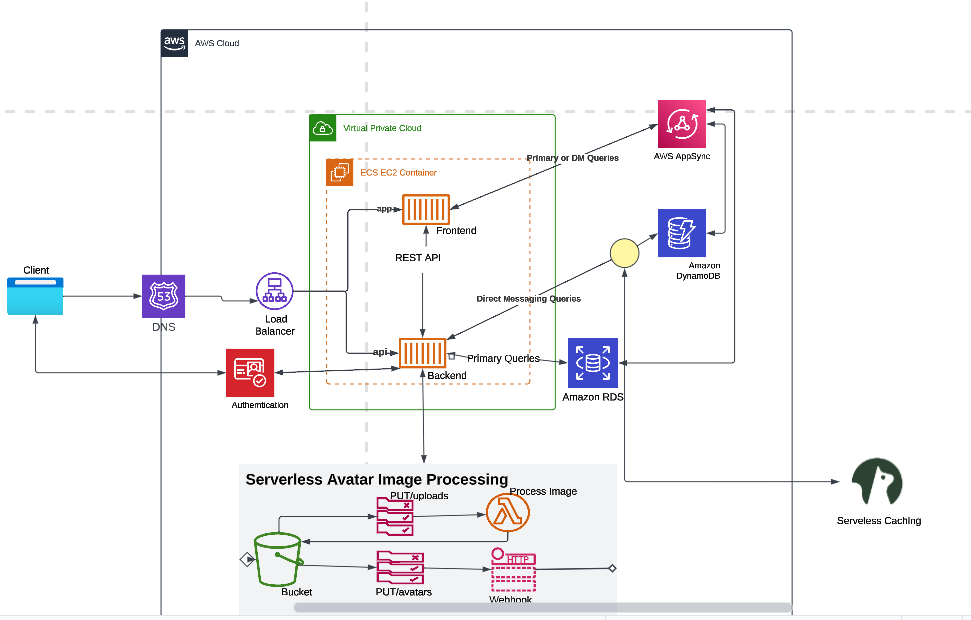 aws
AWS Cloud
Virtual Private Cloud
ECS EC2 Container
Primary or DM Queries
AWS AppSync
app
Frontend
REST API
Amazon
DynamoDB
Client
53
DNS
Load
Balancer
Direct Messaging Queries
api
Backend
Primary Queries
Amazon RDS
Authemtication
Serverless Avatar Image Processing
PUT/uploads
Process Image
Bucket
PUT/avatars
HTTP
Webhook
Serveless Caching